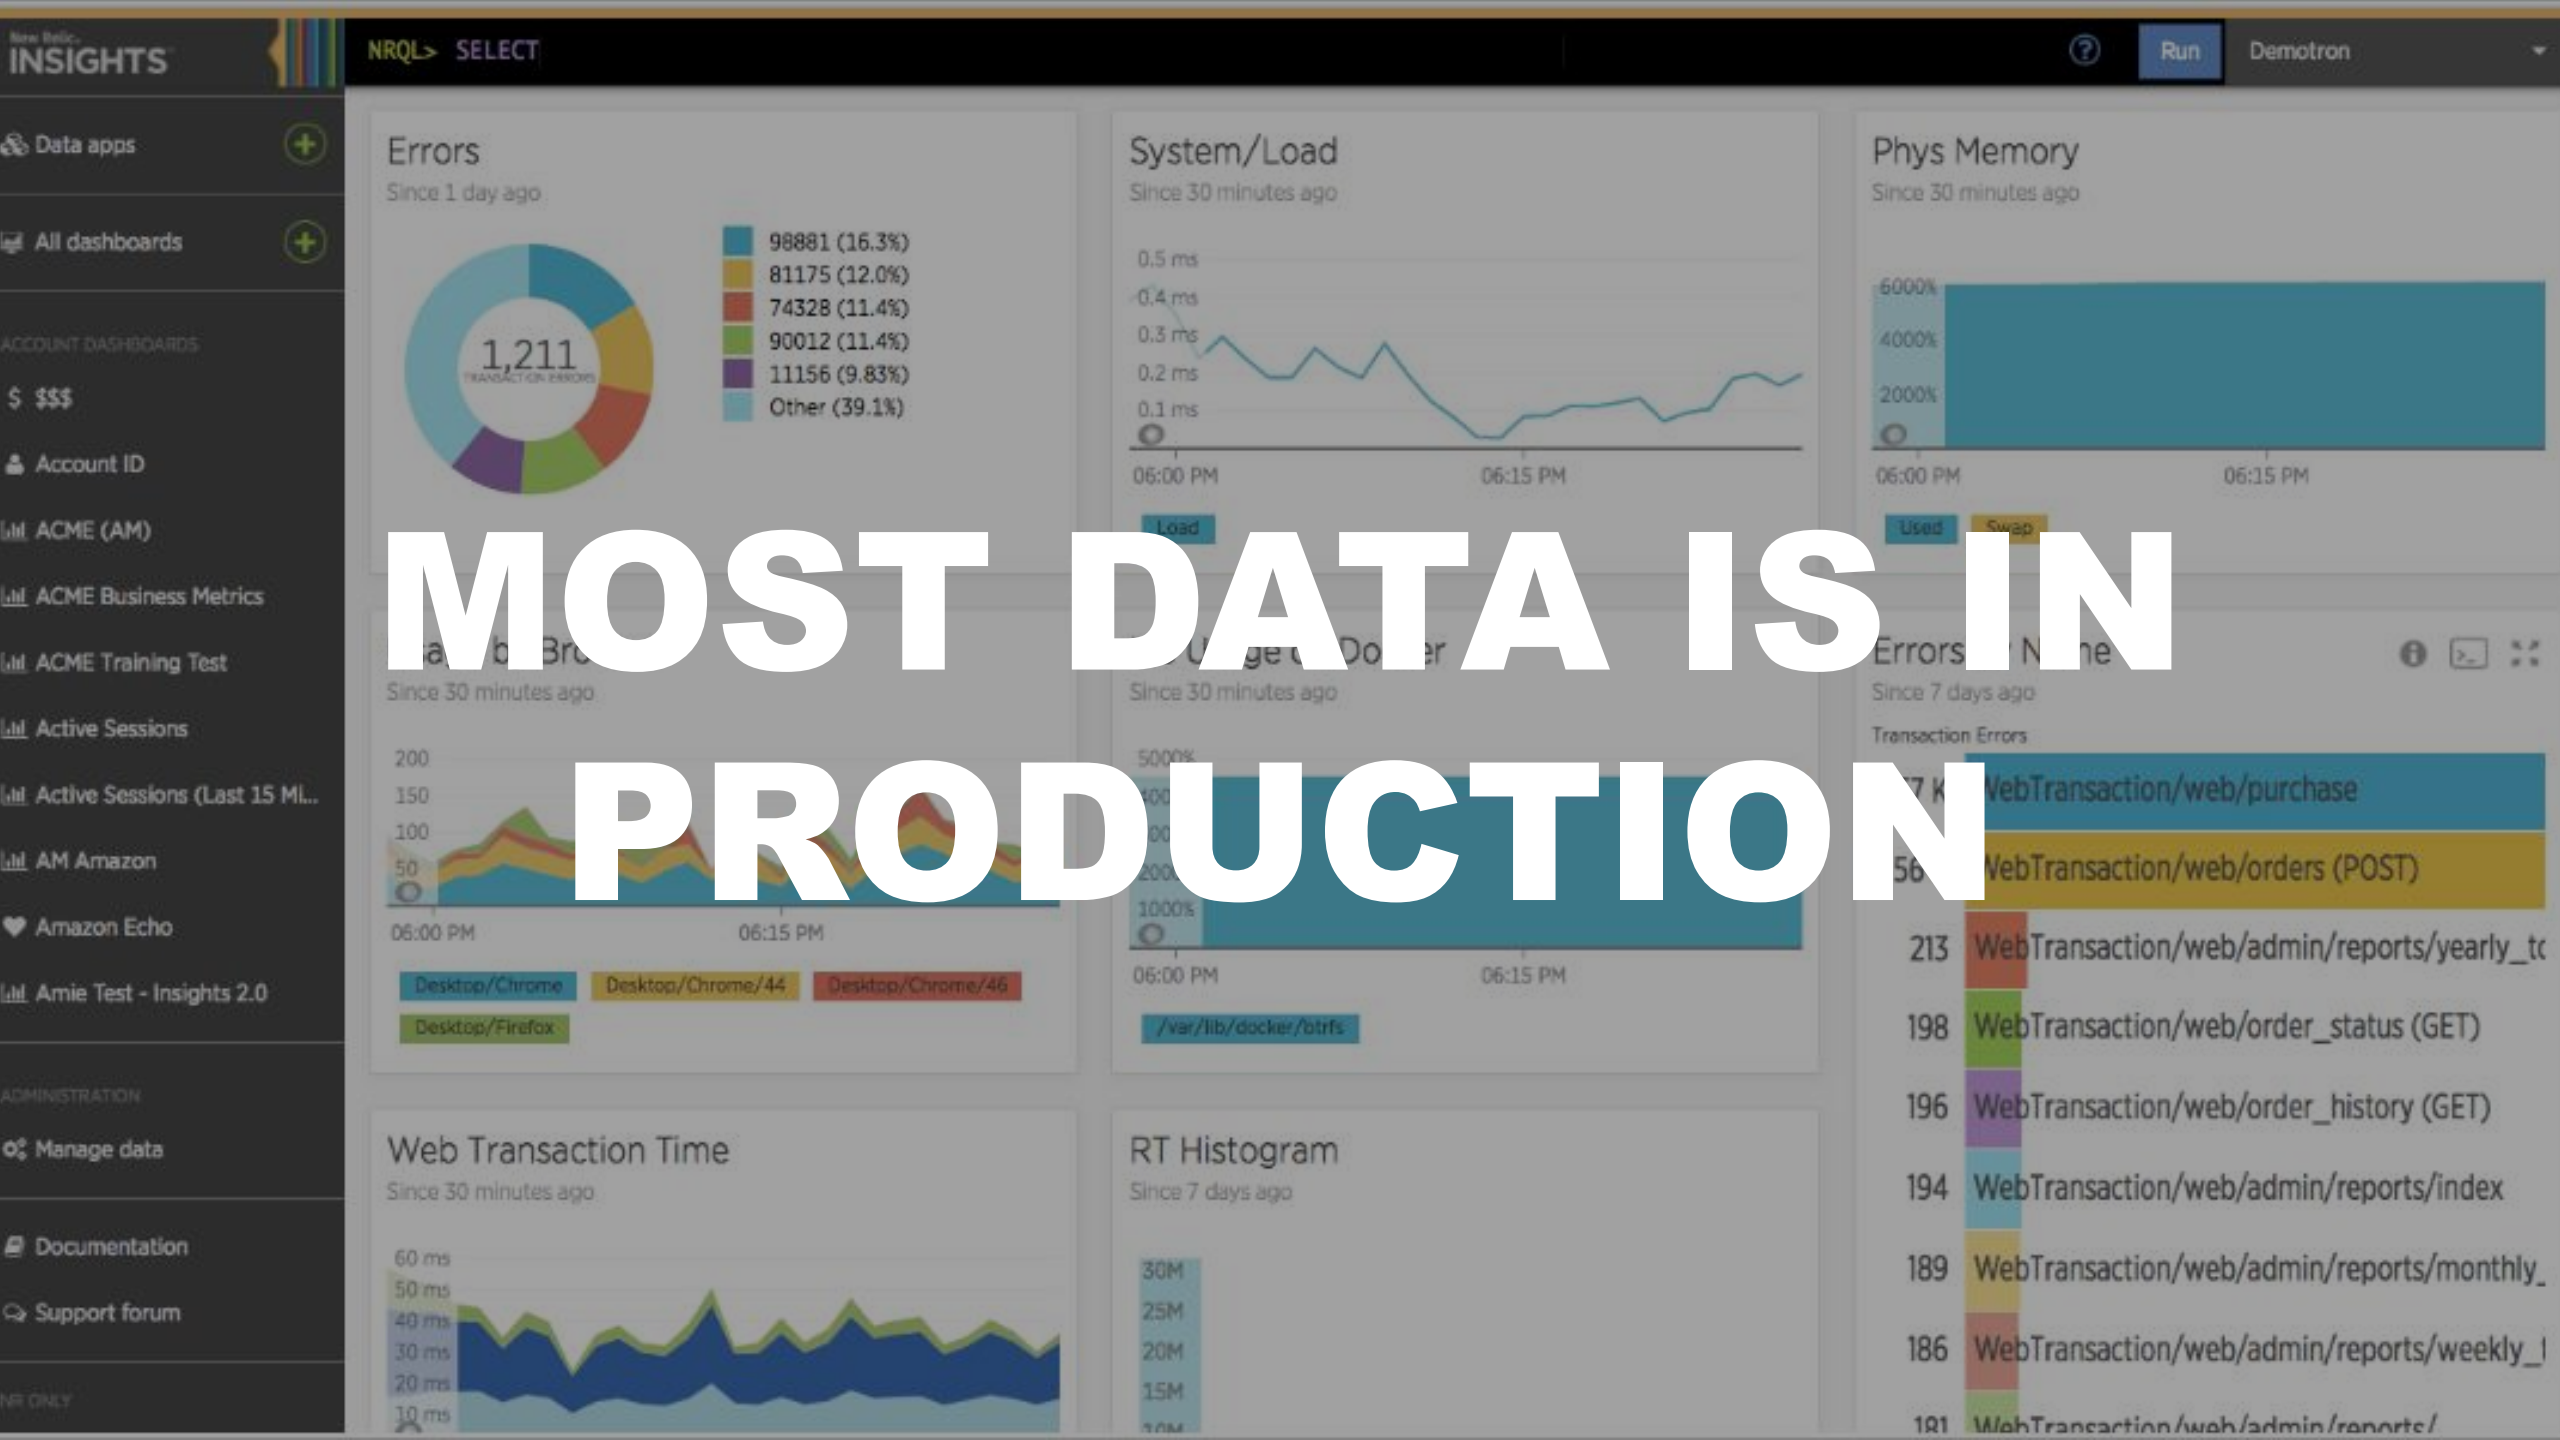 New Relic.
INSIGHTS
NRQL> SELECT
?
Run
Demotron
Data apps
All dashboards
ACCOUNT DASHBOARDS
$ $$$
Account ID
ACME (AM)
ACME Business Metrics
ACME Training Test
Active Sessions
Active Sessions (Last 15 Mi...
AM Amazon
Amazon Echo
Amie Test - Insights 2.0
ADMINISTRATION
Manage data
Documentation
Support forum
NR ONLY
Errors
Since 1 day ago
1,211
TRANSACTION ERRORS
98881 (16.3%)
81175 (12.0%)
74328 (11.4%)
90012 (11.4%)
11156 (9.83%)
Other (39.1%)
System/Load
Since 30 minutes ago
0.5 ms
0.4 ms
0.3 ms
0.2 ms
0.1 ms
06:00 PM 06:15 PM
Load
Phys Memory
Since 30 minutes ago
6000%
4000%
2000%
06:00 PM 06:15 PM
Used Swap
MOST DATA IS IN
PRODUCTION
Since 30 minutes ago
200
150
100
50
06:00 PM 06:15 PM
Desktop/Chrome Desktop/Chrome/44 Desktop/Chrome/46
Desktop/Firefox
Since 30 minutes ago
5000%
1000%
06:00 PM 06:15 PM
/var/lib/docker/btrfs
Errors
Since 7 days ago
Transaction Errors
WebTransaction/web/purchase
WebTransaction/web/orders (POST)
213 WebTransaction/web/admin/reports/yearly_to
198 WebTransaction/web/order_status (GET)
196 WebTransaction/web/order_history (GET)
194 WebTransaction/web/admin/reports/index
189 WebTransaction/web/admin/reports/monthly_
186 WebTransaction/web/admin/reports/weekly_
181 WebTransaction/web/admin/reports/
Web Transaction Time
Since 30 minutes ago
60 ms
50 ms
40 ms
30 ms
20 ms
10 ms
RT Histogram
Since 7 days ago
30M
25M
20M
15M
10M